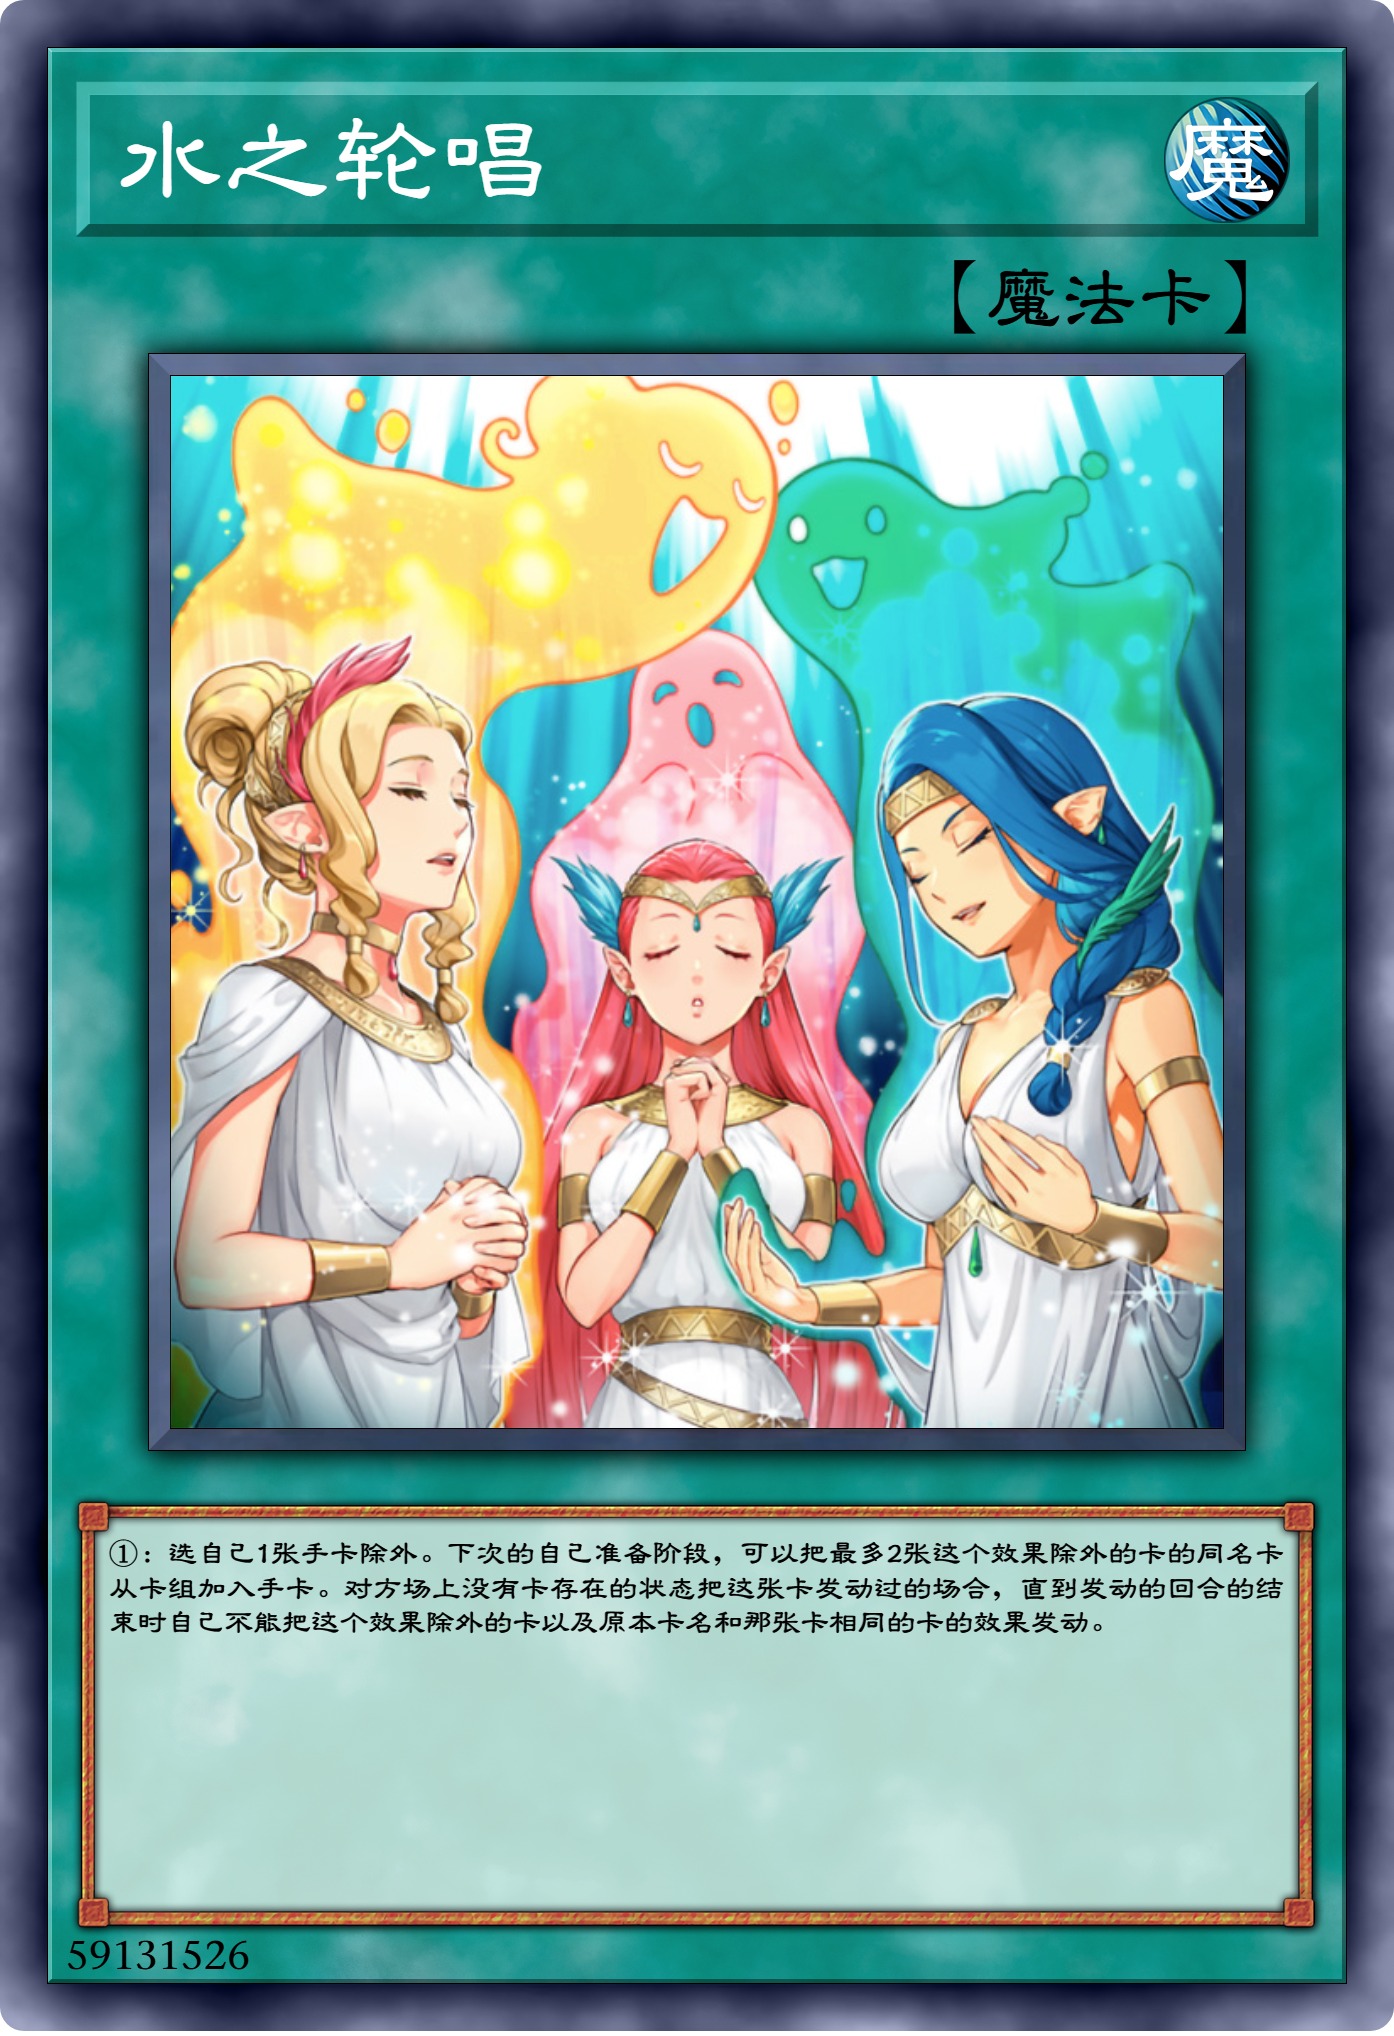 水之轮唱
魔
【魔法卡】
①：选自己1张手卡除外。下次的自己准备阶段，可以把最多2张这个效果除外的卡的同名卡
从卡组加入手卡。对方场上没有卡存在的状态把这张卡发动过的场合，直到发动的回合的结
束时自己不能把这个效果除外的卡以及原本卡名和那张卡相同的卡的效果发动。
59131526